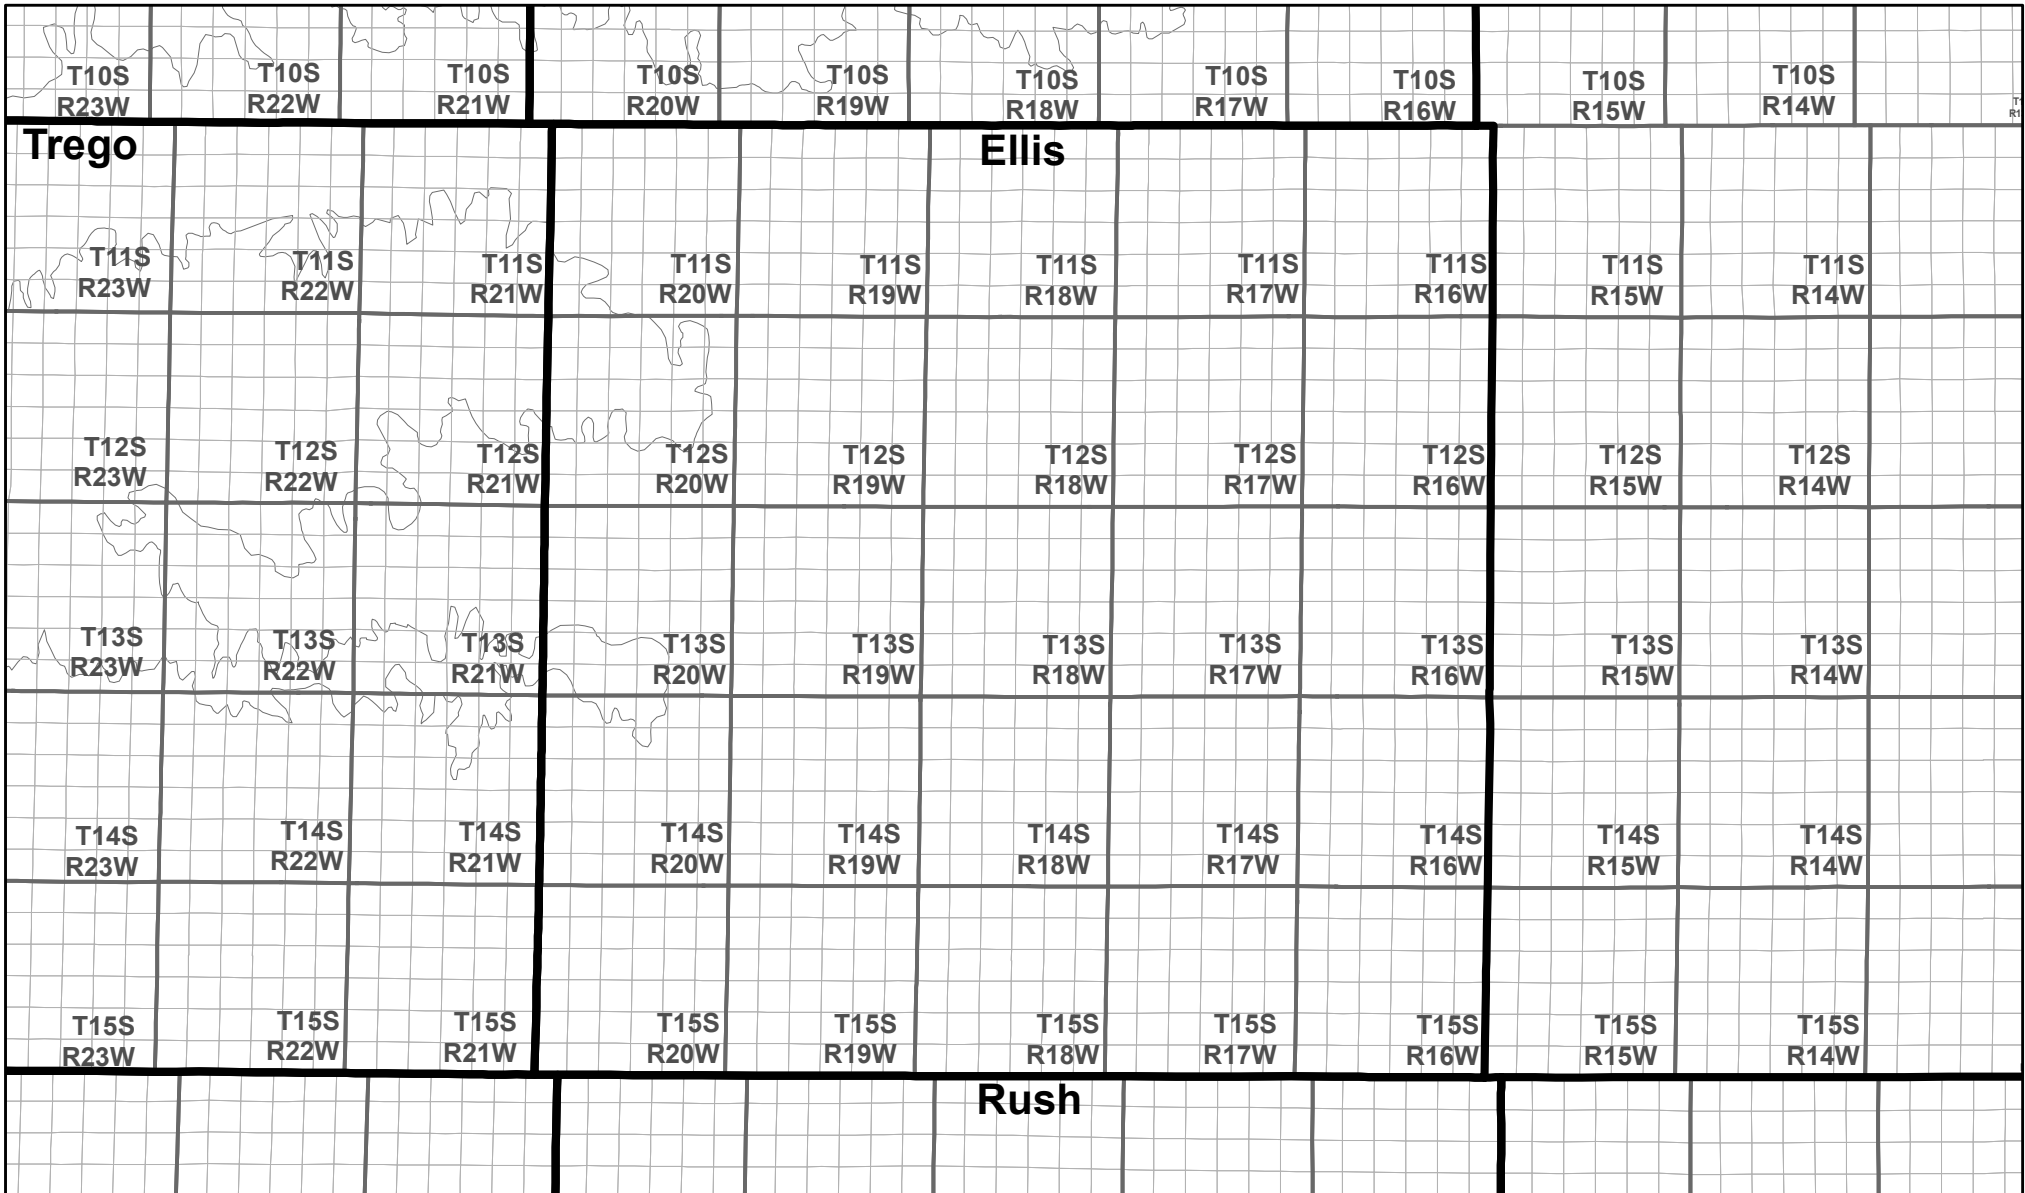 T10S T10S T10S T10S T10S T10S T10S T10S T10S T10S
R23W R22W R21W R20W R19W R18W R17W R16W R15W R14W
Trego Ellis
T11S T11S T11S T11S T11S T11S T11S T11S T11S T11S
R23W R22W R21W R20W R19W R18W R17W R16W R15W R14W
T12S T12S T12S T12S T12S T12S T12S T12S T12S T12S
R23W R22W R21W R20W R19W R18W R17W R16W R15W R14W
T13S T13S T13S T13S T13S T13S T13S T13S T13S T13S
R23W R22W R21W R20W R19W R18W R17W R16W R15W R14W
T14S T14S T14S T14S T14S T14S T14S T14S T14S T14S
R23W R22W R21W R20W R19W R18W R17W R16W R15W R14W
T15S T15S T15S T15S T15S T15S T15S T15S T15S T15S
R23W R22W R21W R20W R19W R18W R17W R16W R15W R14W
Rush